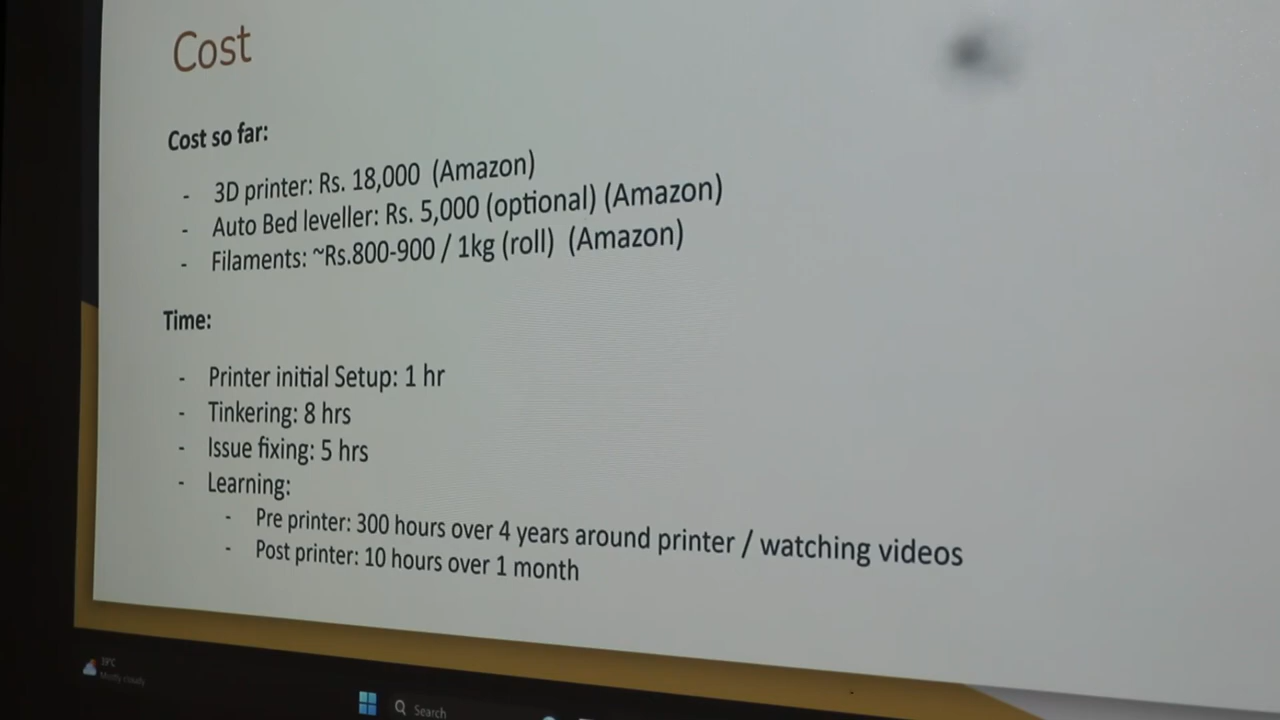 Cost
Cost so far:
- 3D printer: Rs. 18,000 (Amazon)
- Auto Bed leveller: Rs. 5,000 (optional) (Amazon)
- Filaments: ~Rs.800-900 / 1kg (roll) (Amazon)
Time:
- Printer initial Setup: 1 hr
- Tinkering: 8 hrs
- Issue fixing: 5 hrs
- Learning:
- Pre printer: 300 hours over 4 years around printer / watching videos
- Post printer: 10 hours over 1 month
39°C
Mostly cloudy
Search